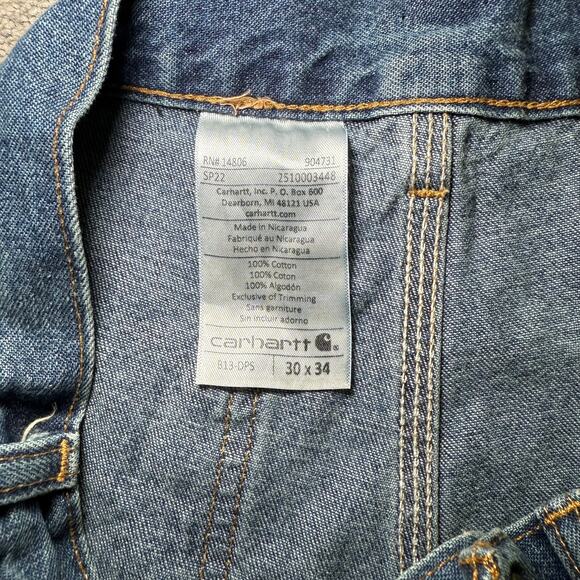 RN# 14806 904731
SP22 2510003448
Carhartt, Inc. P. O. Box 600
Dearborn, MI 48121 USA
carhartt.com
Made in Nicaragua
Fabriqué au Nicaragua
Hecho en Nicaragua
100% Cotton
100% Coton
100% Algodón
Exclusive of Trimming
Sans garniture
Sin incluir adorno
carhartt
B13-DPS 30 x 34